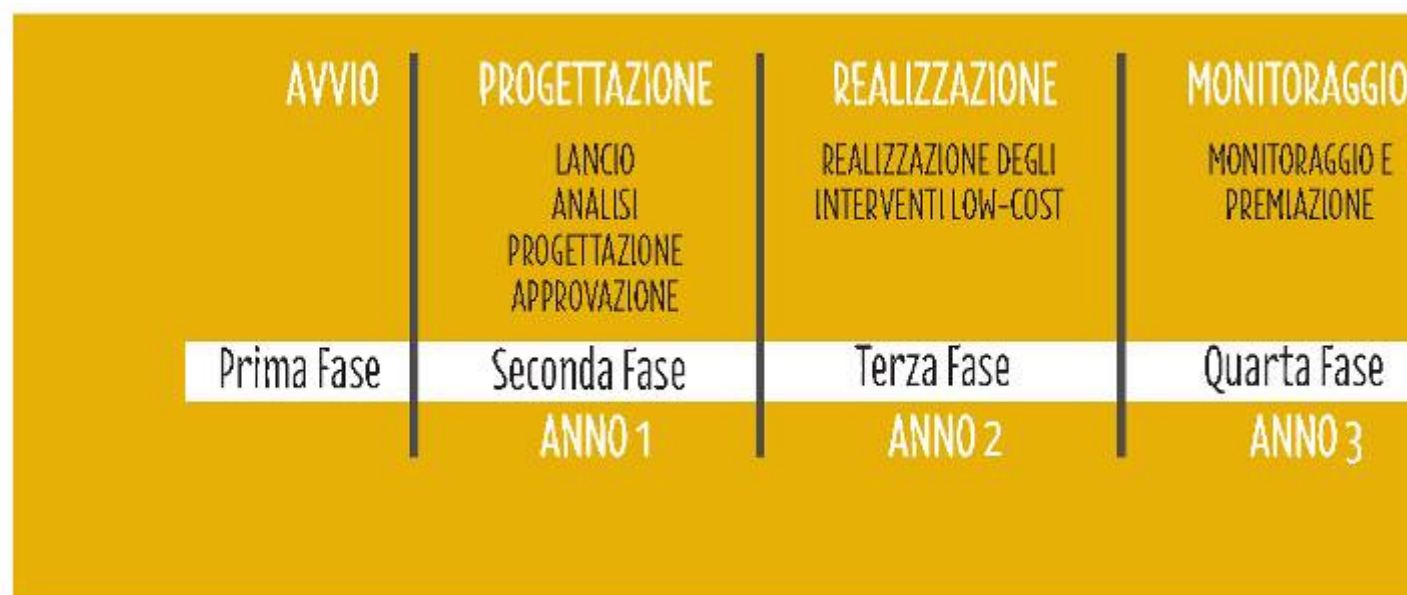 AVVIO
PROGETTAZIONE
LANCIO
ANALISI
PROGETTAZIONE
APPROVAZIONE
REALIZZAZIONE
REALIZZAZIONE DEGLI
INTERVENTI LOW-COST
MONITORAGGIO
MONITORAGGIO E
PREMIAZIONE
Prima Fase
Seconda Fase
Terza Fase
Quarta Fase
ANNO 1
ANNO 2
ANNO 3